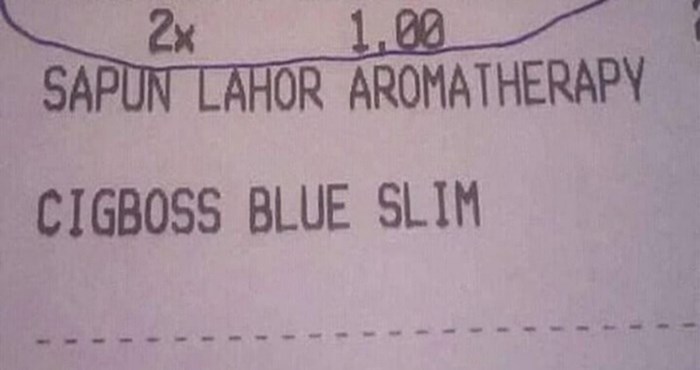 2x 1,00
SAPUN LAHOR AROMATHERAPY
CIGBOSS BLUE SLIM